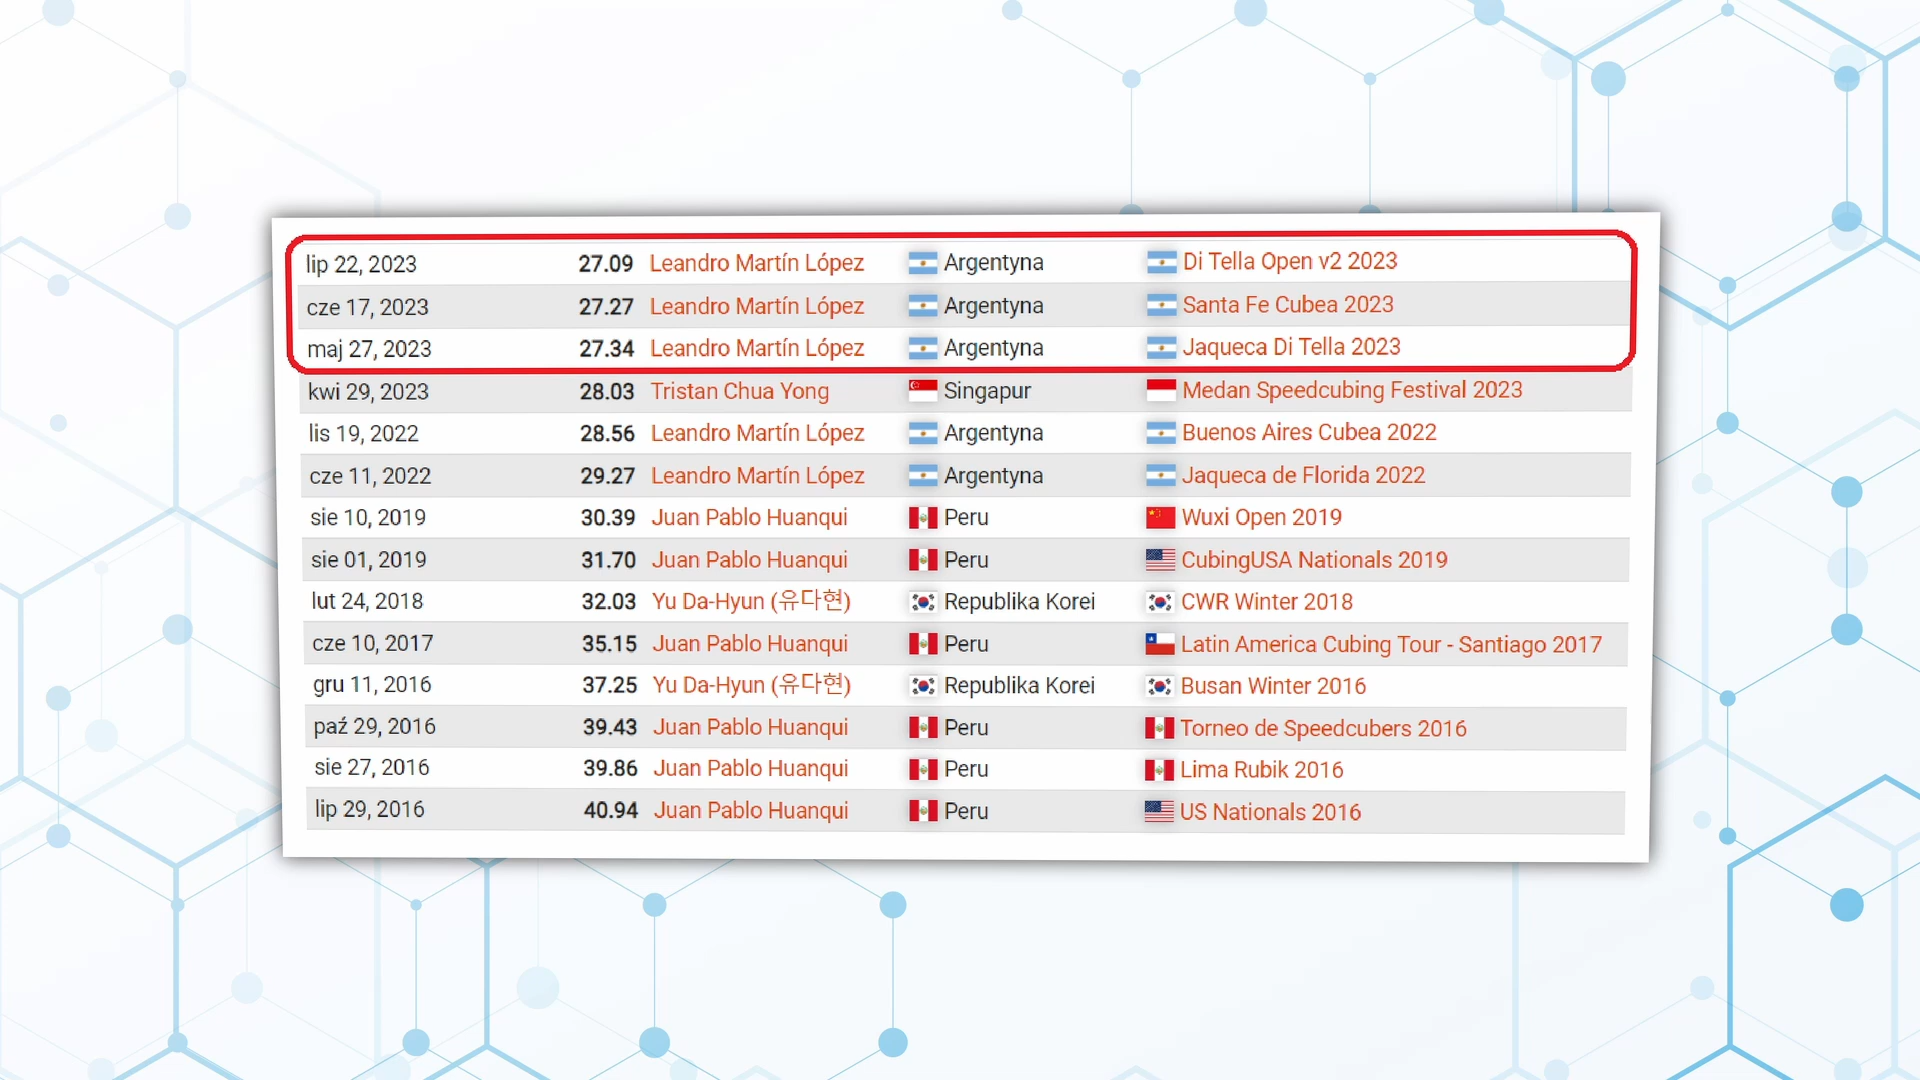 lip 22, 2023 27.09 Leandro Martín López Argentyna Di Tella Open v2 2023
cze 17, 2023 27.27 Leandro Martín López Argentyna Santa Fe Cubea 2023
maj 27, 2023 27.34 Leandro Martín López Argentyna Jaqueca Di Tella 2023
kwi 29, 2023 28.03 Tristan Chua Yong Singapur Medan Speedcubing Festival 2023
lis 19, 2022 28.56 Leandro Martín López Argentyna Buenos Aires Cubea 2022
cze 11, 2022 29.27 Leandro Martín López Argentyna Jaqueca de Florida 2022
sie 10, 2019 30.39 Juan Pablo Huanqui Peru Wuxi Open 2019
sie 01, 2019 31.70 Juan Pablo Huanqui Peru CubingUSA Nationals 2019
lut 24, 2018 32.03 Yu Da-Hyun (유다현) Republika Korei CWR Winter 2018
cze 10, 2017 35.15 Juan Pablo Huanqui Peru Latin America Cubing Tour - Santiago 2017
gru 11, 2016 37.25 Yu Da-Hyun (유다현) Republika Korei Busan Winter 2016
paź 29, 2016 39.43 Juan Pablo Huanqui Peru Torneo de Speedcubers 2016
sie 27, 2016 39.86 Juan Pablo Huanqui Peru Lima Rubik 2016
lip 29, 2016 40.94 Juan Pablo Huanqui Peru US Nationals 2016